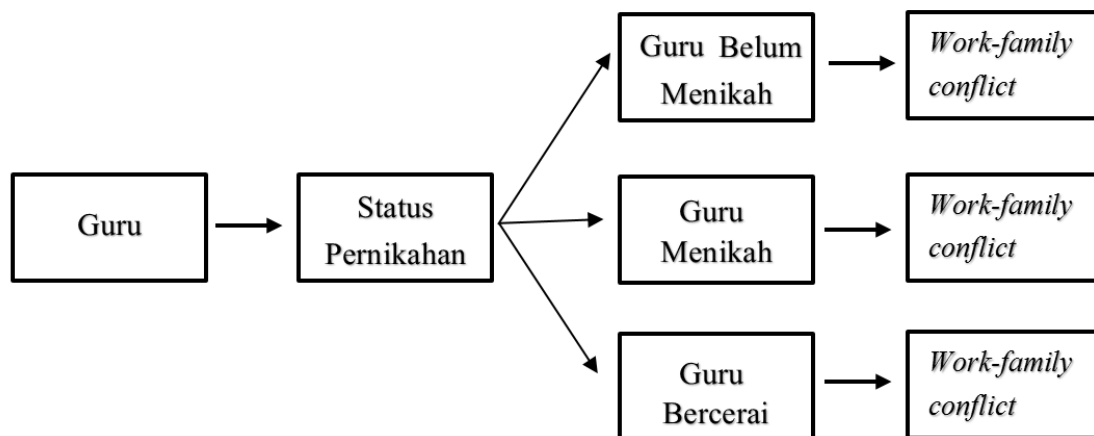 Guru
Status
Pernikahan
Guru Belum
Menikah
Work-family
conflict
Guru
Menikah
Work-family
conflict
Guru
Bercerai
Work-family
conflict